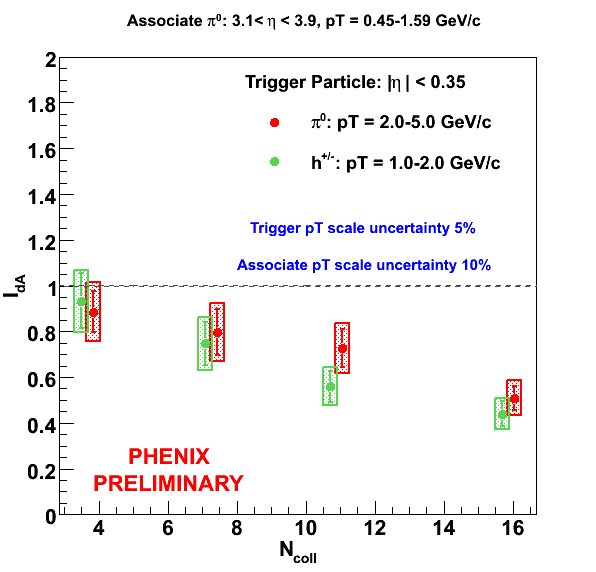 Associate π⁰: 3.1< η < 3.9, pT = 0.45-1.59 GeV/c
Trigger Particle: |η| < 0.35
π⁰: pT = 2.0-5.0 GeV/c
h⁺/⁻: pT = 1.0-2.0 GeV/c
Trigger pT scale uncertainty 5%
Associate pT scale uncertainty 10%
PHENIX
PRELIMINARY
I_dA
2
1.8
1.6
1.4
1.2
1
0.8
0.6
0.4
0.2
0
4 6 8 10 12 14 16
N_coll